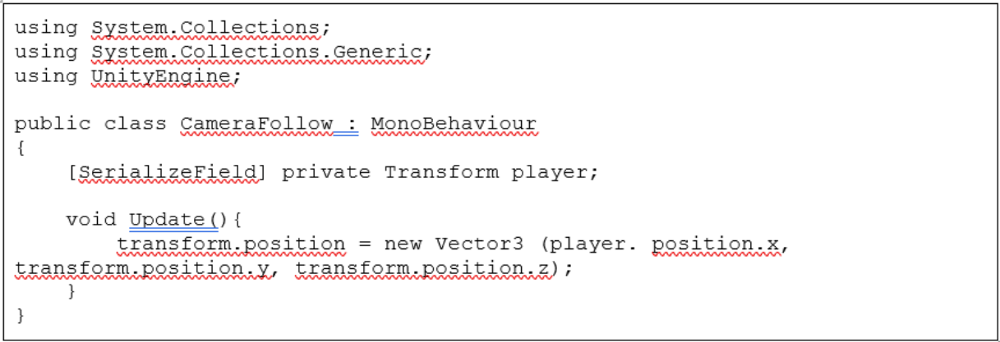 using System.Collections;
using System.Collections.Generic;
using UnityEngine;
public class CameraFollow : MonoBehaviour
{
    [SerializeField] private Transform player;
    void Update(){
        transform.position = new Vector3 (player. position.x,
transform.position.y, transform.position.z);
    }
}